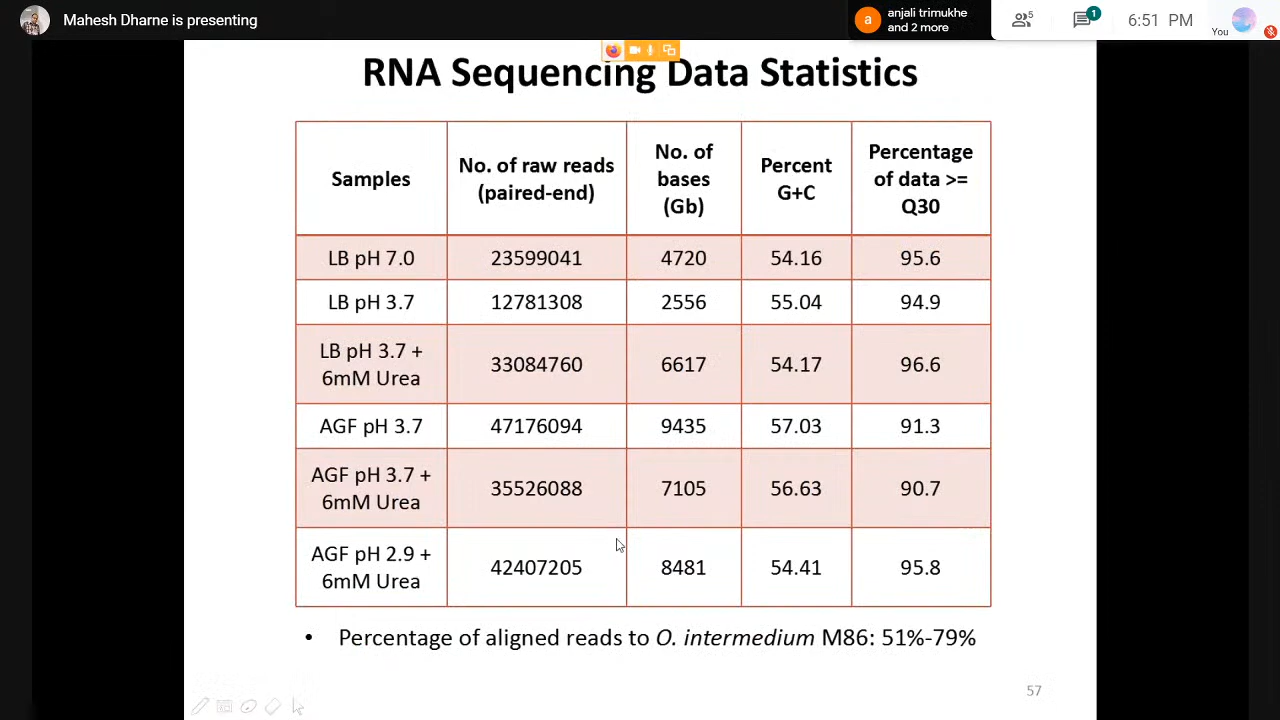 Mahesh Dharne is presenting
a
anjali trimukhe
and 2 more
5
1
6:51 PM
You
RNA Sequencing Data Statistics
Samples
No. of raw reads
(paired-end)
No. of
bases
(Gb)
Percent
G+C
Percentage
of data >=
Q30
LB pH 7.0
23599041
4720
54.16
95.6
LB pH 3.7
12781308
2556
55.04
94.9
LB pH 3.7 +
6mM Urea
33084760
6617
54.17
96.6
AGF pH 3.7
47176094
9435
57.03
91.3
AGF pH 3.7 +
6mM Urea
35526088
7105
56.63
90.7
AGF pH 2.9 +
6mM Urea
42407205
8481
54.41
95.8
• Percentage of aligned reads to O. intermedium M86: 51%-79%
57